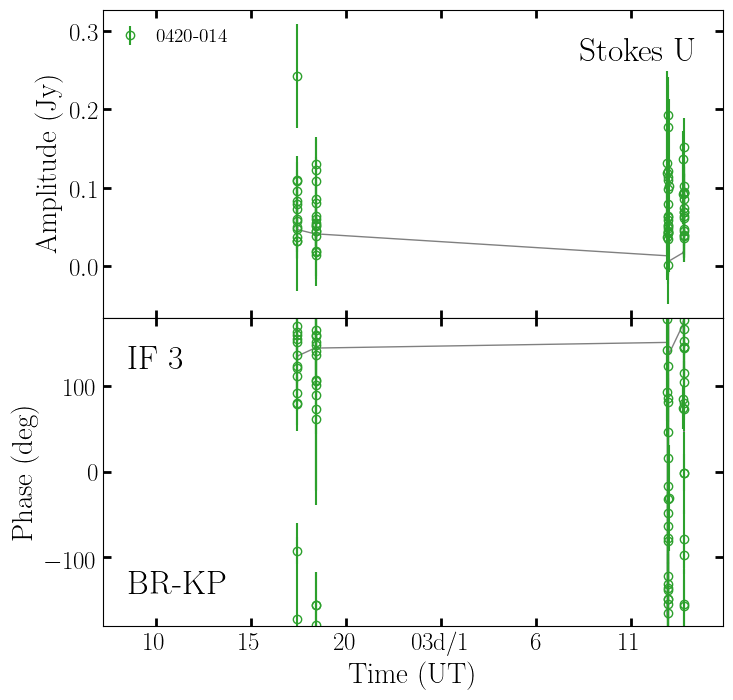 0420-014
Stokes U
0.3
0.2
0.1
0.0
Amplitude (Jy)
IF 3
BR-KP
100
0
−100
Phase (deg)
10 15 20 03d/1 6 11
Time (UT)